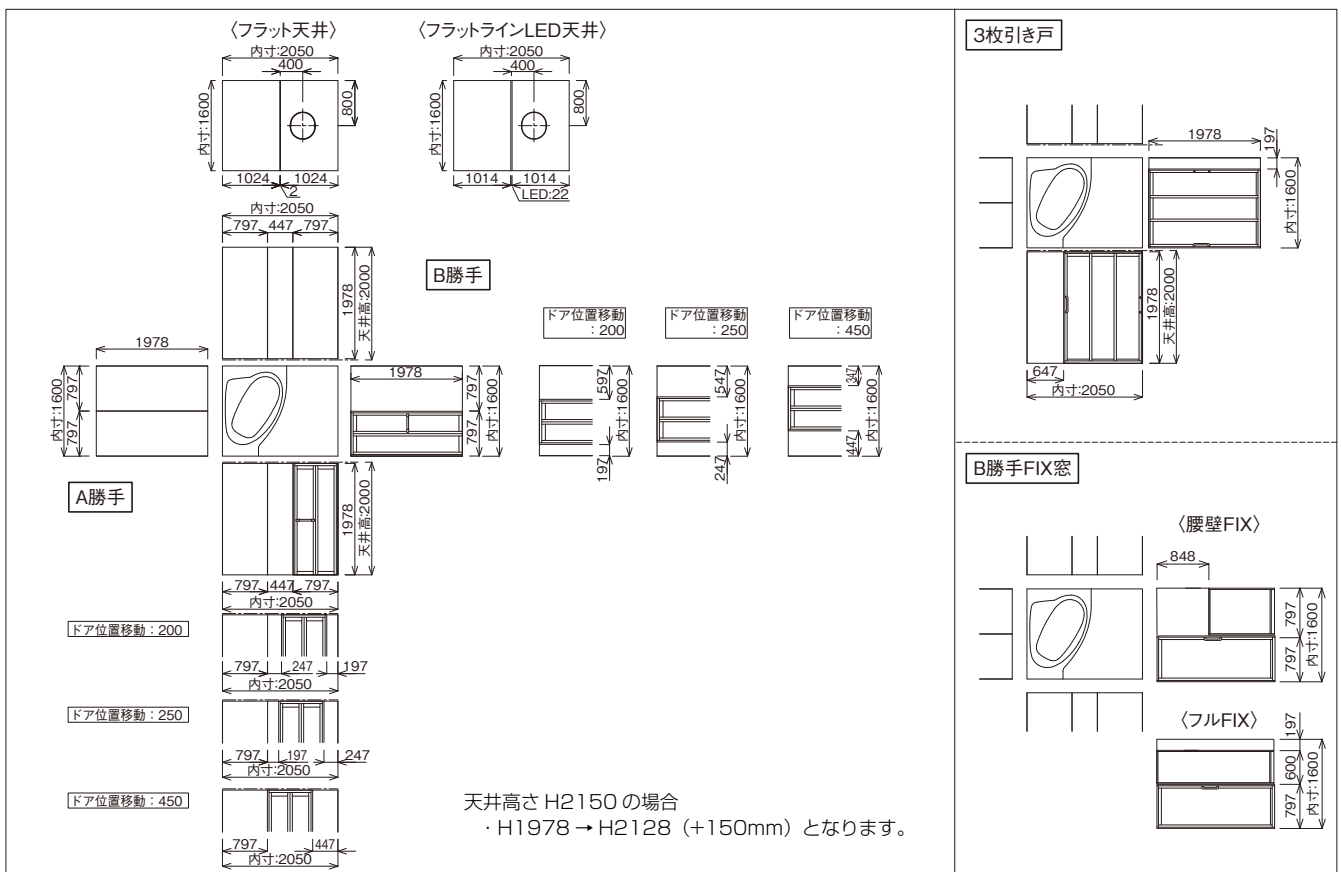 〈フラット天井〉
内寸:2050
400
内寸:1600
800
1024
1024
2
〈フラットラインLED天井〉
内寸:2050
400
内寸:1600
800
1014
1014
LED:22
内寸:2050
797
447
797
1978
天井高:2000
B勝手
1978
内寸:1600
797
797
1978
797
797
内寸:1600
ドア位置移動
:200
597
197
内寸:1600
ドア位置移動
:250
547
247
内寸:1600
ドア位置移動
:450
347
447
内寸:1600
A勝手
1978
天井高:2000
797
447
797
内寸:2050
ドア位置移動:200
797
247
197
内寸:2050
ドア位置移動:250
797
197
247
内寸:2050
ドア位置移動:450
797
447
内寸:2050
天井高さH2150の場合
・H1978→H2128(+150mm)となります。
3枚引き戸
1978
197
内寸:1600
1978
天井高:2000
647
内寸:2050
B勝手FIX窓
〈腰壁FIX〉
848
797
797
内寸:1600
〈フルFIX〉
197
600
797
内寸:1600